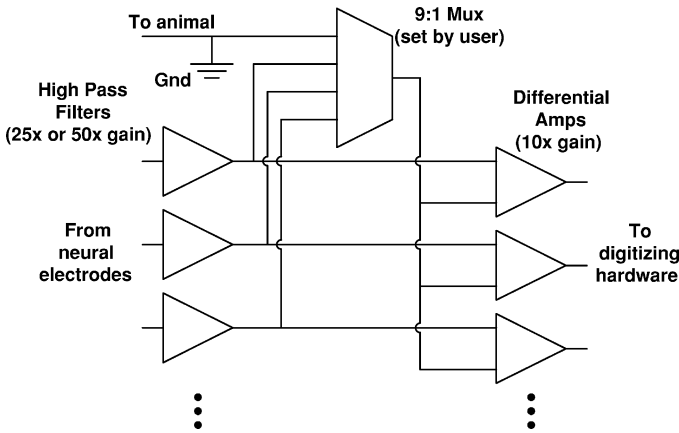 To animal
9:1 Mux
(set by user)
Gnd
High Pass
Filters
(25x or 50x gain)
Differential
Amps
(10x gain)
From
neural
electrodes
To
digitizing
hardware